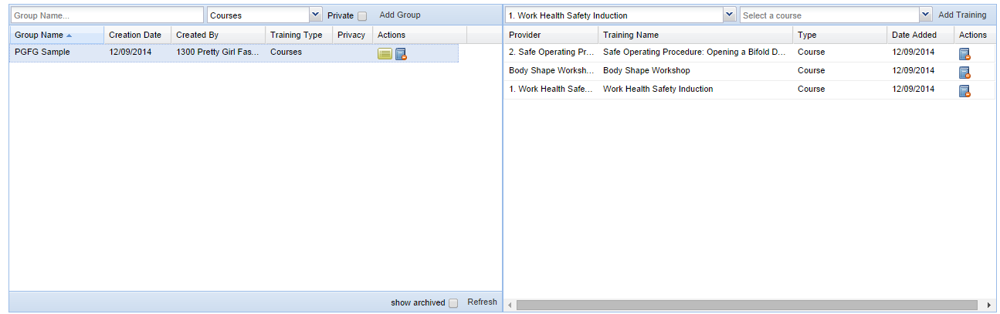 Group Name... Courses Private Add Group
Group Name Creation Date Created By Training Type Privacy Actions
PGFG Sample 12/09/2014 1300 Pretty Girl Fas... Courses
show archived Refresh
1. Work Health Safety Induction Select a course Add Training
Provider Training Name Type Date Added Actions
2. Safe Operating Pr... Safe Operating Procedure: Opening a Bifold D... Course 12/09/2014
Body Shape Worksh... Body Shape Workshop Course 12/09/2014
1. Work Health Safe... Work Health Safety Induction Course 12/09/2014